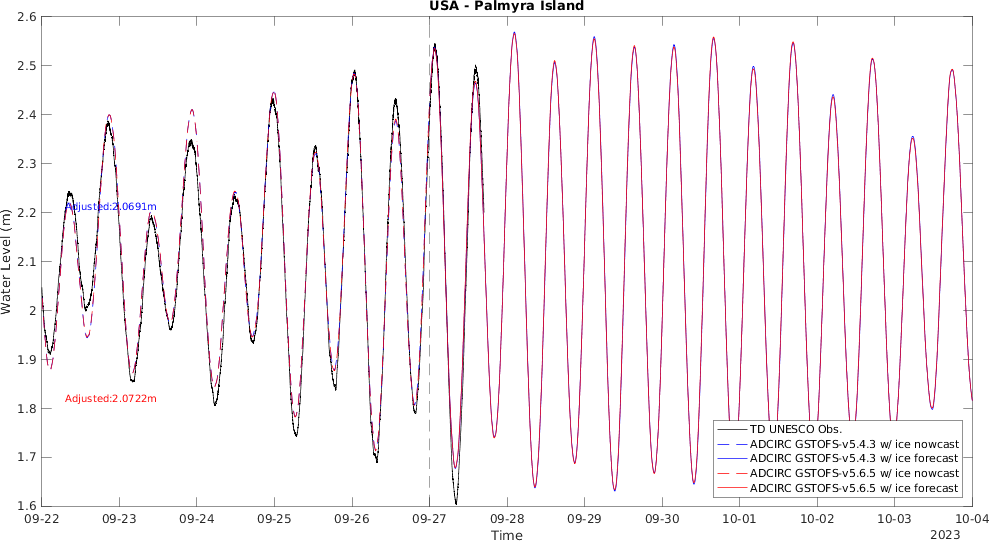 USA - Palmyra Island
2.6
2.5
2.4
2.3
2.2
2.1
2
1.9
1.8
1.7
1.6
Water Level (m)
Adjusted:2.0691m
Adjusted:2.0722m
TD UNESCO Obs.
ADCIRC GSTOFS-v5.4.3 w/ ice nowcast
ADCIRC GSTOFS-v5.4.3 w/ ice forecast
ADCIRC GSTOFS-v5.6.5 w/ ice nowcast
ADCIRC GSTOFS-v5.6.5 w/ ice forecast
09-22 09-23 09-24 09-25 09-26 09-27 09-28 09-29 09-30 10-01 10-02 10-03 10-04
Time
2023